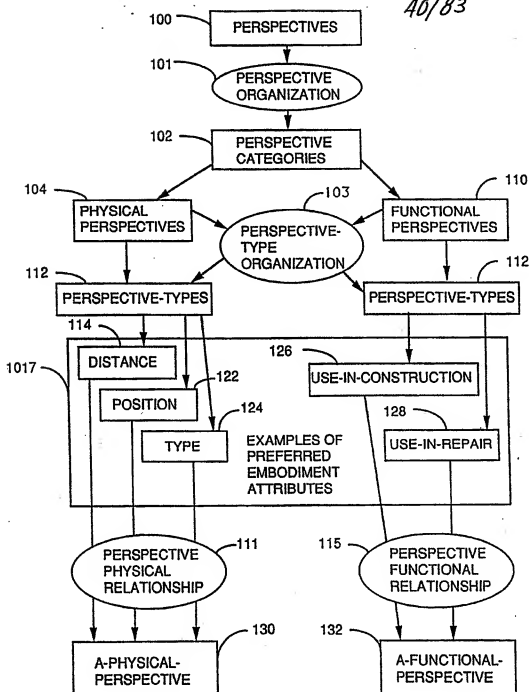 40/83
100
PERSPECTIVES
101
PERSPECTIVE
ORGANIZATION
102
PERSPECTIVE
CATEGORIES
104
PHYSICAL
PERSPECTIVES
103
PERSPECTIVE-
TYPE
ORGANIZATION
110
FUNCTIONAL
PERSPECTIVES
112
PERSPECTIVE-TYPES
112
PERSPECTIVE-TYPES
1017
114
DISTANCE
122
POSITION
124
TYPE
126
USE-IN-CONSTRUCTION
128
USE-IN-REPAIR
EXAMPLES OF
PREFERRED
EMBODIMENT
ATTRIBUTES
111
PERSPECTIVE
PHYSICAL
RELATIONSHIP
115
PERSPECTIVE
FUNCTIONAL
RELATIONSHIP
130
A-PHYSICAL-
PERSPECTIVE
132
A-FUNCTIONAL-
PERSPECTIVE